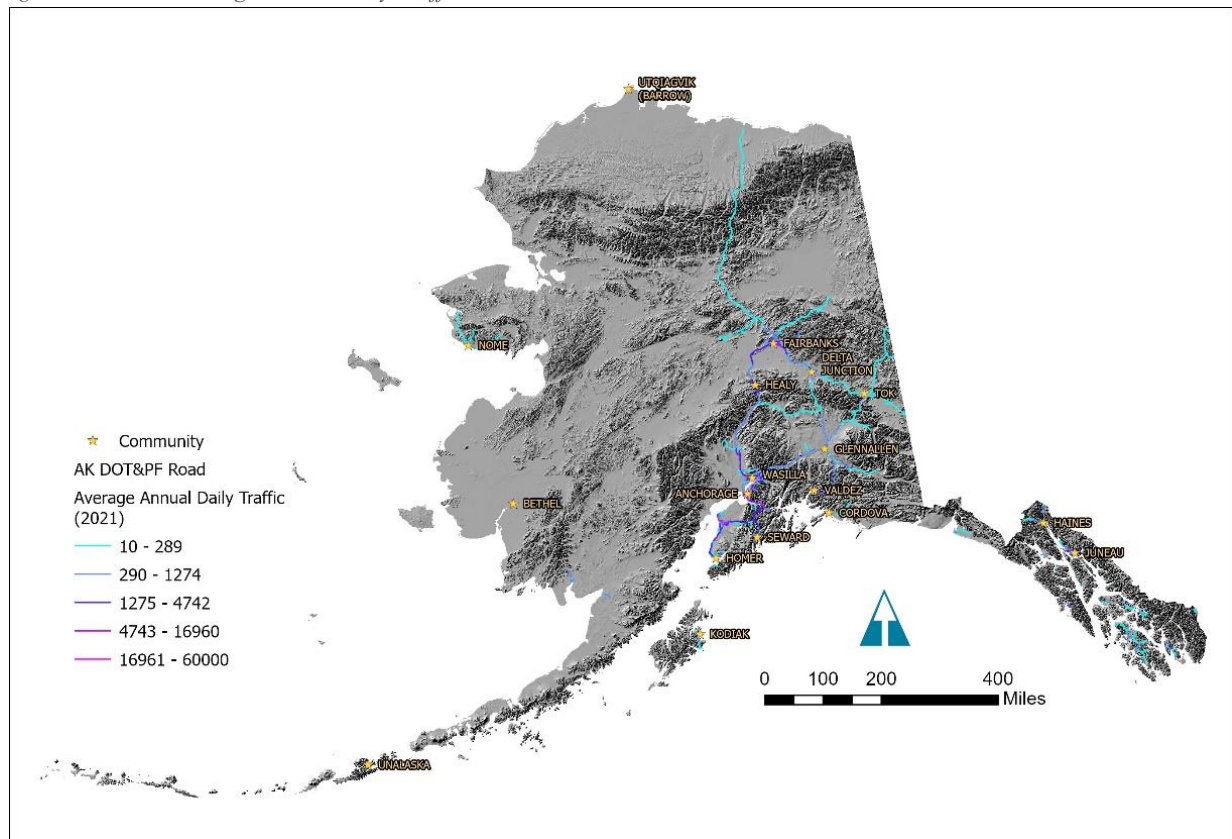 UTQIAGVIK
(BARROW)
NOME
FAIRBANKS
DELTA
JUNCTION
HEALY
TOK
GLENNALLEN
WASILLA
ANCHORAGE
VALDEZ
CORDOVA
BETHEL
SEWARD
HOMER
HAINES
JUNEAU
KODIAK
UNALASKA
Community
AK DOT&PF Road
Average Annual Daily Traffic
(2021)
10 - 289
290 - 1274
1275 - 4742
4743 - 16960
16961 - 60000
0 100 200 400
Miles